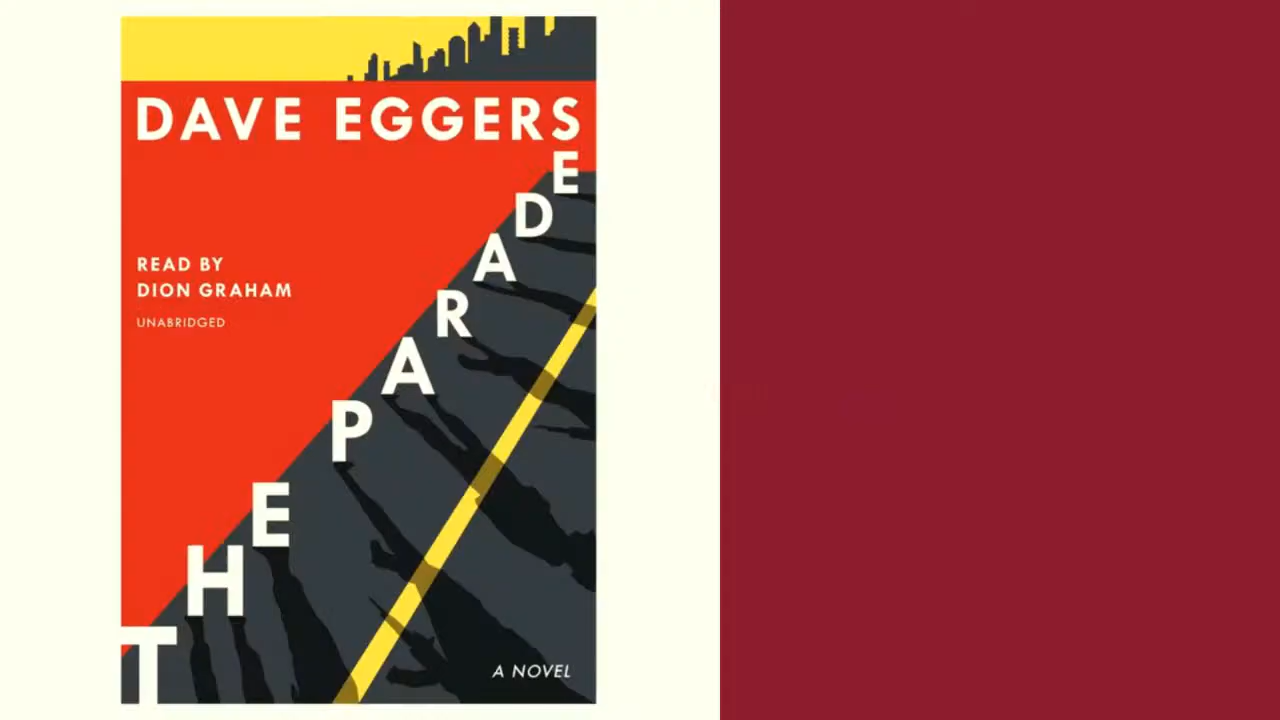 DAVE EGGERS
READ BY
DION GRAHAM
UNABRIDGED
THE PARADE
A NOVEL